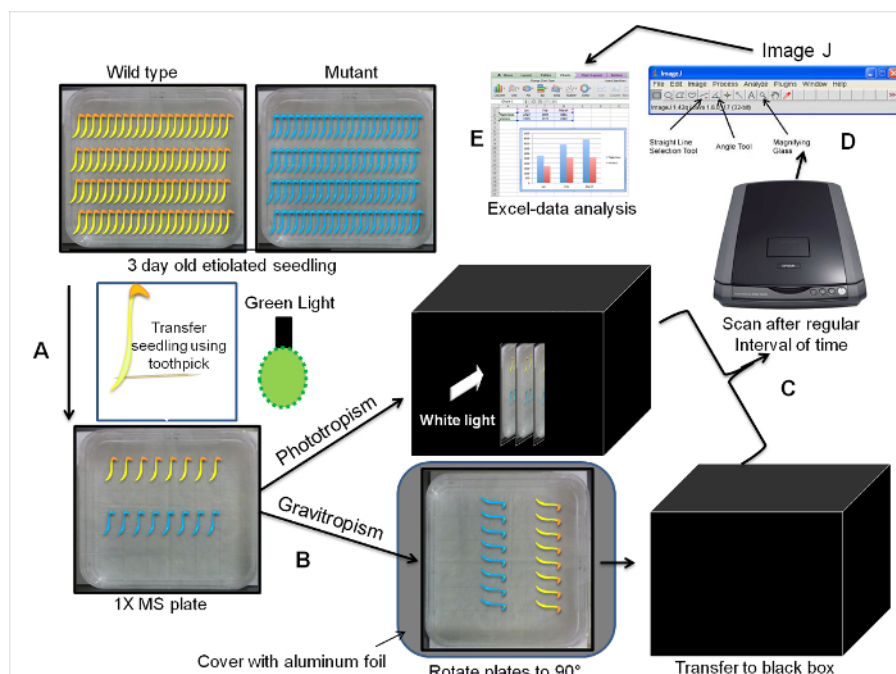 Wild type
Mutant
3 day old etiolated seedling
A
Transfer
seedling using
toothpick
Green Light
1X MS plate
Phototropism
Gravitropism
B
White light
Cover with aluminum foil
Rotate plates to 90°
Transfer to black box
C
Scan after regular
Interval of time
Image J
ImageJ
File Edit Image Process Analyze Plugins Window Help
Straight Line
Selection Tool
Angle Tool
Magnifying
Glass
D
E
Excel-data analysis